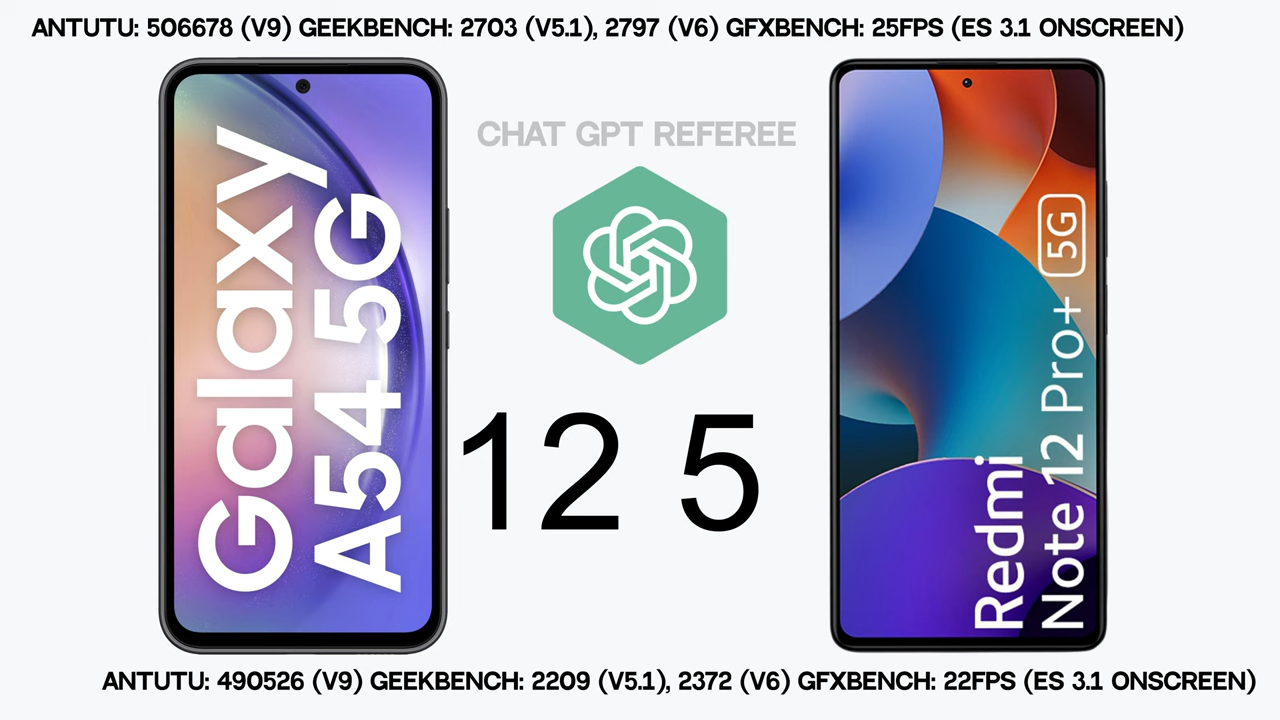 ANTUTU: 506678 (V9) GEEKBENCH: 2703 (V5.1), 2797 (V6) GFXBENCH: 25FPS (ES 3.1 ONSCREEN)
Galaxy
A54 5G
CHAT GPT REFEREE
12 5
Redmi
Note 12 Pro+ 5G
ANTUTU: 490526 (V9) GEEKBENCH: 2209 (V5.1), 2372 (V6) GFXBENCH: 22FPS (ES 3.1 ONSCREEN)